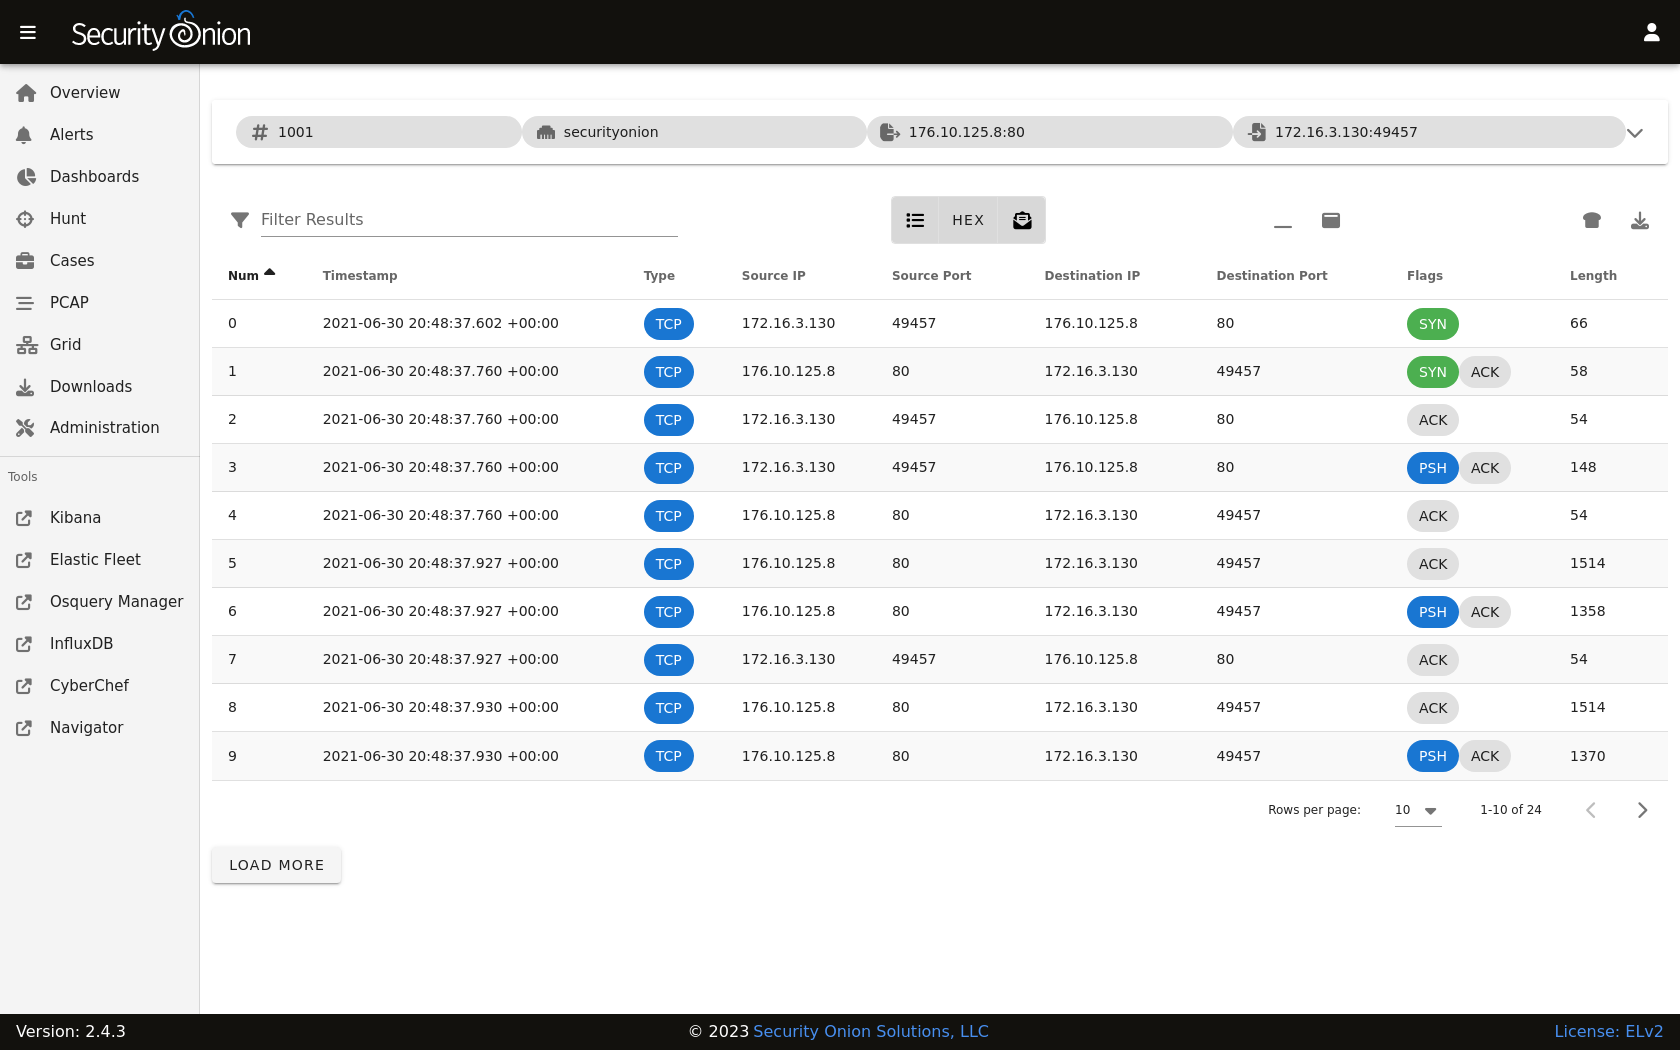 Security Onion
Overview
Alerts
Dashboards
Hunt
Cases
PCAP
Grid
Downloads
Administration
Tools
Kibana
Elastic Fleet
Osquery Manager
InfluxDB
CyberChef
Navigator
1001 securityonion 176.10.125.8:80 172.16.3.130:49457
Filter Results HEX
Num Timestamp Type Source IP Source Port Destination IP Destination Port Flags Length
0 2021-06-30 20:48:37.602 +00:00 TCP 172.16.3.130 49457 176.10.125.8 80 SYN 66
1 2021-06-30 20:48:37.760 +00:00 TCP 176.10.125.8 80 172.16.3.130 49457 SYN ACK 58
2 2021-06-30 20:48:37.760 +00:00 TCP 172.16.3.130 49457 176.10.125.8 80 ACK 54
3 2021-06-30 20:48:37.760 +00:00 TCP 172.16.3.130 49457 176.10.125.8 80 PSH ACK 148
4 2021-06-30 20:48:37.760 +00:00 TCP 176.10.125.8 80 172.16.3.130 49457 ACK 54
5 2021-06-30 20:48:37.927 +00:00 TCP 176.10.125.8 80 172.16.3.130 49457 ACK 1514
6 2021-06-30 20:48:37.927 +00:00 TCP 176.10.125.8 80 172.16.3.130 49457 PSH ACK 1358
7 2021-06-30 20:48:37.927 +00:00 TCP 172.16.3.130 49457 176.10.125.8 80 ACK 54
8 2021-06-30 20:48:37.930 +00:00 TCP 176.10.125.8 80 172.16.3.130 49457 ACK 1514
9 2021-06-30 20:48:37.930 +00:00 TCP 176.10.125.8 80 172.16.3.130 49457 PSH ACK 1370
Rows per page: 10 1-10 of 24
LOAD MORE
Version: 2.4.3 © 2023 Security Onion Solutions, LLC License: ELv2